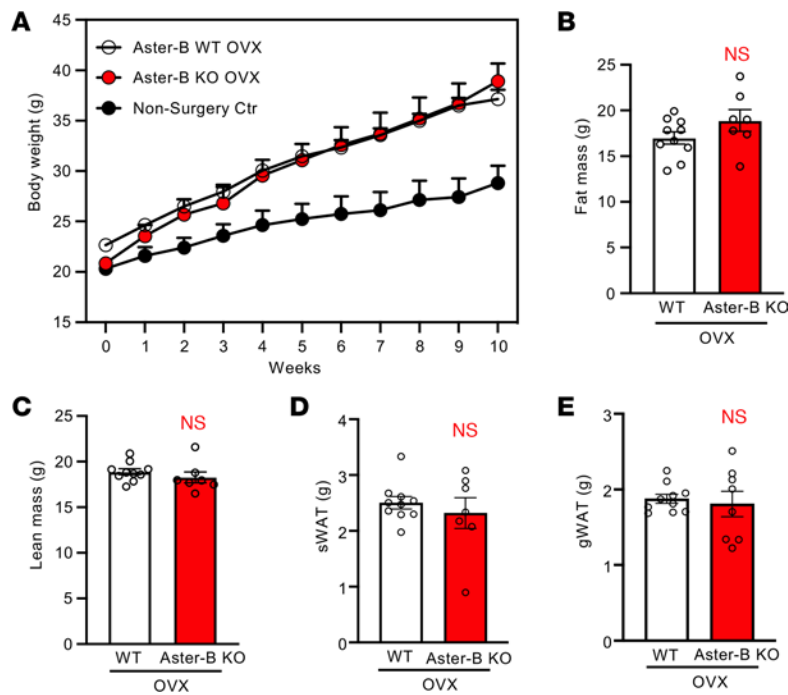 A
45
40
35
30
25
20
15
Body weight (g)
Aster-B WT OVX
Aster-B KO OVX
Non-Surgery Ctr
0 1 2 3 4 5 6 7 8 9 10
Weeks
B
NS
25
20
15
10
5
0
Fat mass (g)
WT Aster-B KO
OVX
C
NS
25
20
15
10
5
0
Lean mass (g)
WT Aster-B KO
OVX
D
NS
4
3
2
1
0
sWAT (g)
WT Aster-B KO
OVX
E
NS
3
2
1
0
gWAT (g)
WT Aster-B KO
OVX